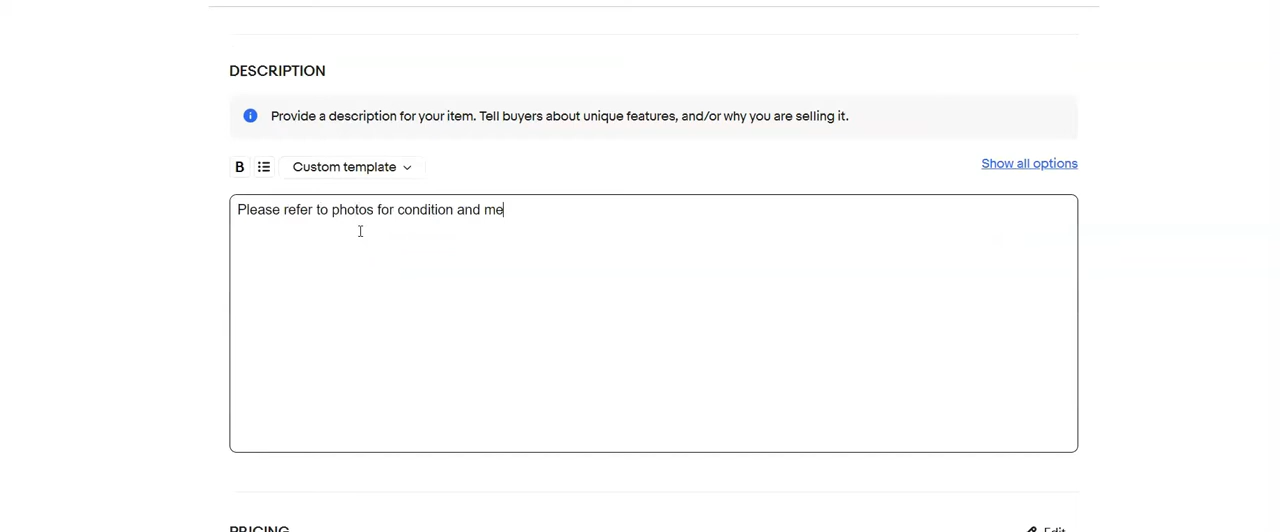 DESCRIPTION
Provide a description for your item. Tell buyers about unique features, and/or why you are selling it.
B Custom template Show all options
Please refer to photos for condition and me
PRICING Edit